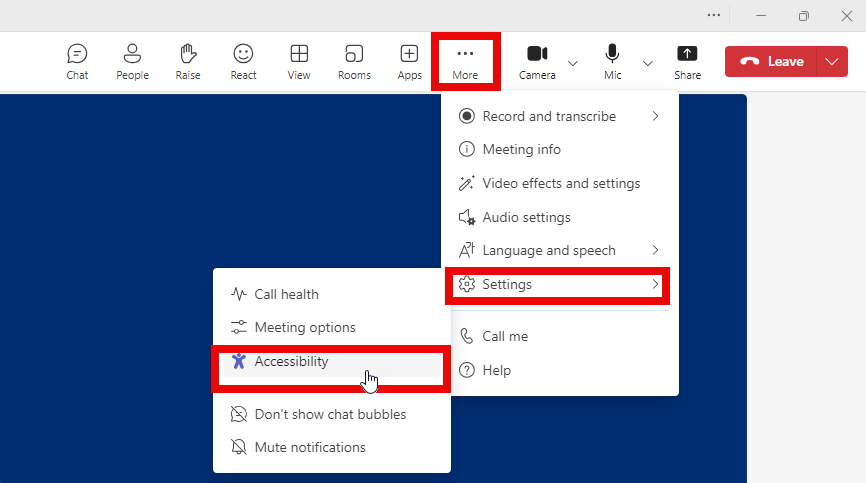 Chat
People
Raise
React
View
Rooms
Apps
More
Camera
Mic
Share
Leave
Record and transcribe
Meeting info
Video effects and settings
Audio settings
Language and speech
Settings
Call me
Help
Call health
Meeting options
Accessibility
Don't show chat bubbles
Mute notifications